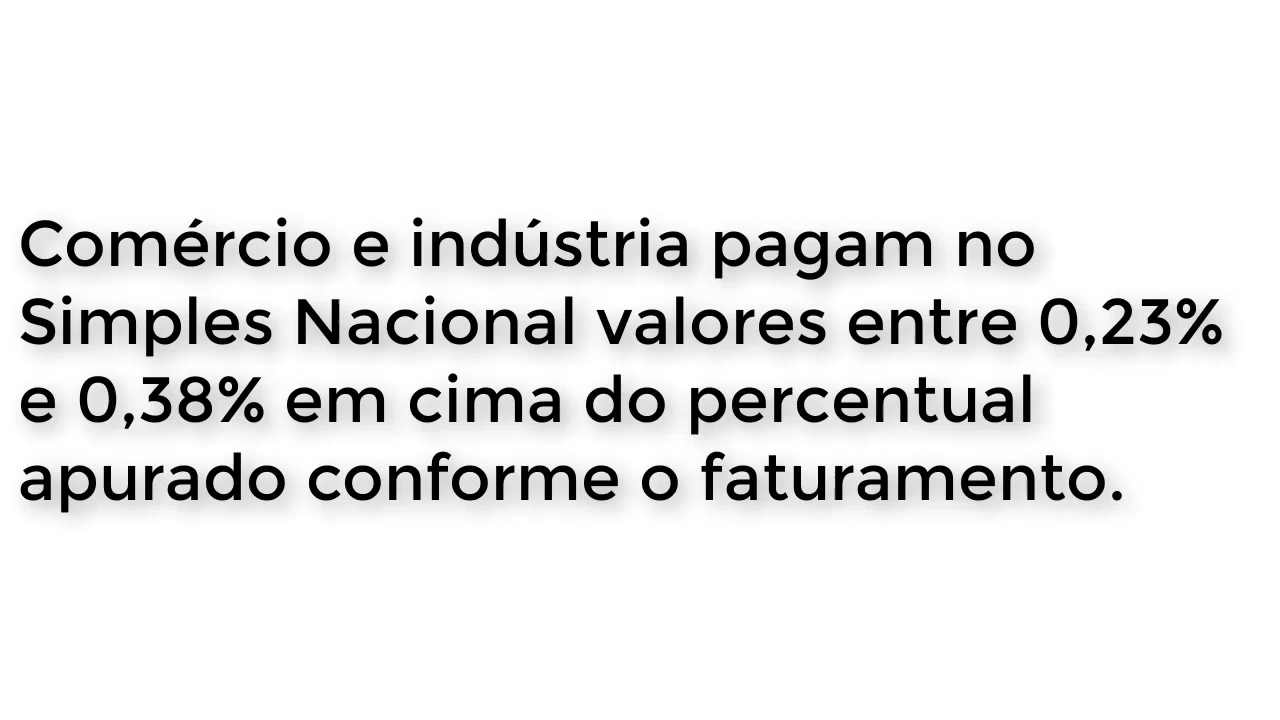 Comércio e indústria pagam no
Simples Nacional valores entre 0,23%
e 0,38% em cima do percentual
apurado conforme o faturamento.